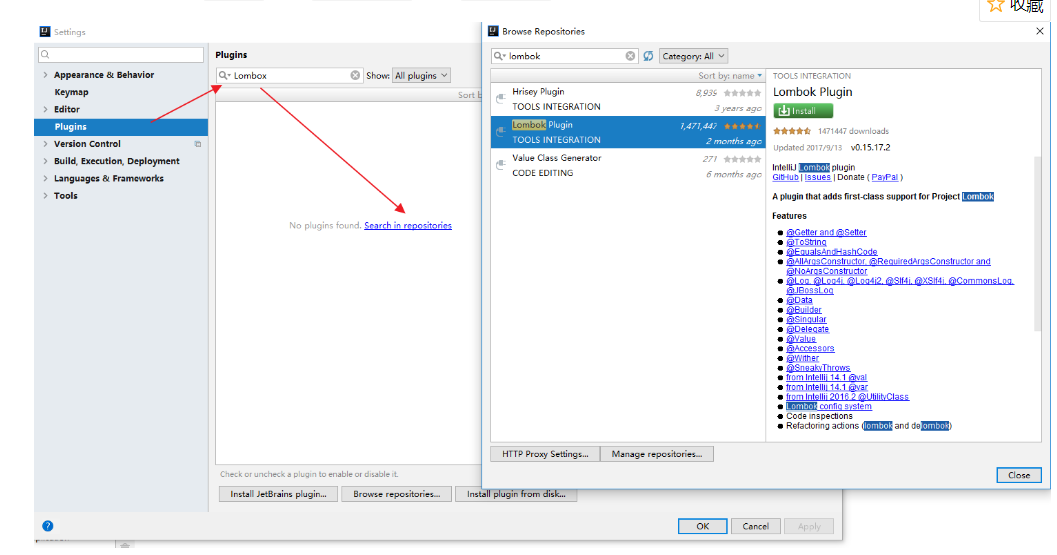 收藏
Settings
Appearance & Behavior
Keymap
Editor
Plugins
Version Control
Build, Execution, Deployment
Languages & Frameworks
Tools
Plugins
Lombox
Show: All plugins
Sort b
No plugins found. Search in repositories
Check or uncheck a plugin to enable or disable it.
Install JetBrains plugin...
Browse repositories...
Install plugin from disk...
OK
Cancel
Apply
Browse Repositories
lombok
Category: All
Sort by: name
Hrisey Plugin
8,935
TOOLS INTEGRATION
3 years ago
Lombok Plugin
1,471,447
TOOLS INTEGRATION
2 months ago
Value Class Generator
271
CODE EDITING
6 months ago
TOOLS INTEGRATION
Lombok Plugin
Install
1471447 downloads
Updated 2017/9/13 v0.15.17.2
IntelliJ Lombok plugin
GitHub | Issues | Donate ( PayPal )
A plugin that adds first-class support for Project Lombok
Features
@Getter and @Setter
@ToString
@EqualsAndHashCode
@AllArgsConstructor, @RequiredArgsConstructor and
@NoArgsConstructor
@Log, @Log4j, @Log4j2, @Slf4j, @XSlf4j, @CommonsLog,
@JBossLog
@Data
@Builder
@Singular
@Delegate
@Value
@Accessors
@Wither
@SneakyThrows
from Intellij 14.1 @val
from Intellij 14.1 @var
from Intellij 2016.2 @UtilityClass
Lombok config system
Code inspections
Refactoring actions (lombok and delombok)
HTTP Proxy Settings...
Manage repositories...
Close